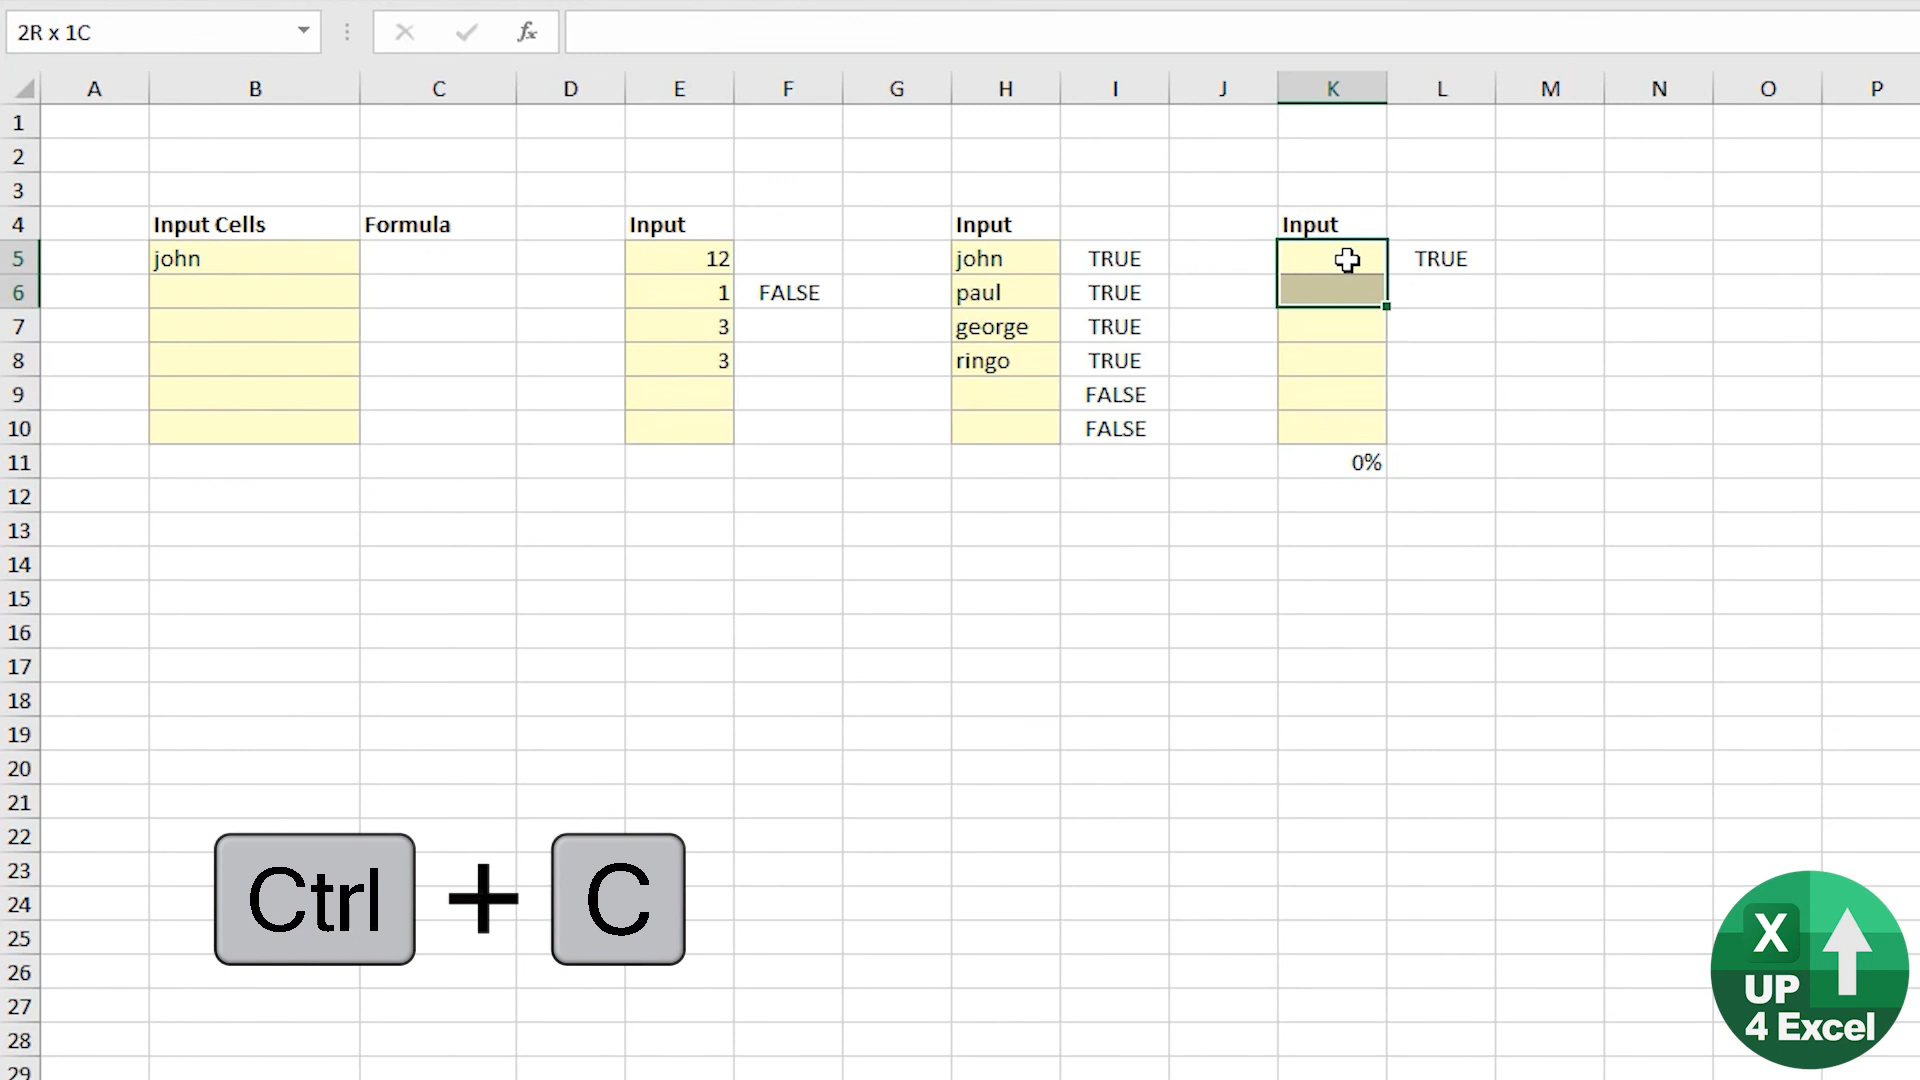 2R x 1C
fx
A B C D E F G H I J K L M N O P
1
2
3
4 Input Cells Formula Input Input Input
5 john 12 john TRUE TRUE
6 1 FALSE paul TRUE
7 3 george TRUE
8 3 ringo TRUE
9 FALSE
10 FALSE
11 0%
12
13
14
15
16
17
18
19
20
21
22
23
24
25
26
27
28
29
Ctrl + C
X
UP
4 Excel